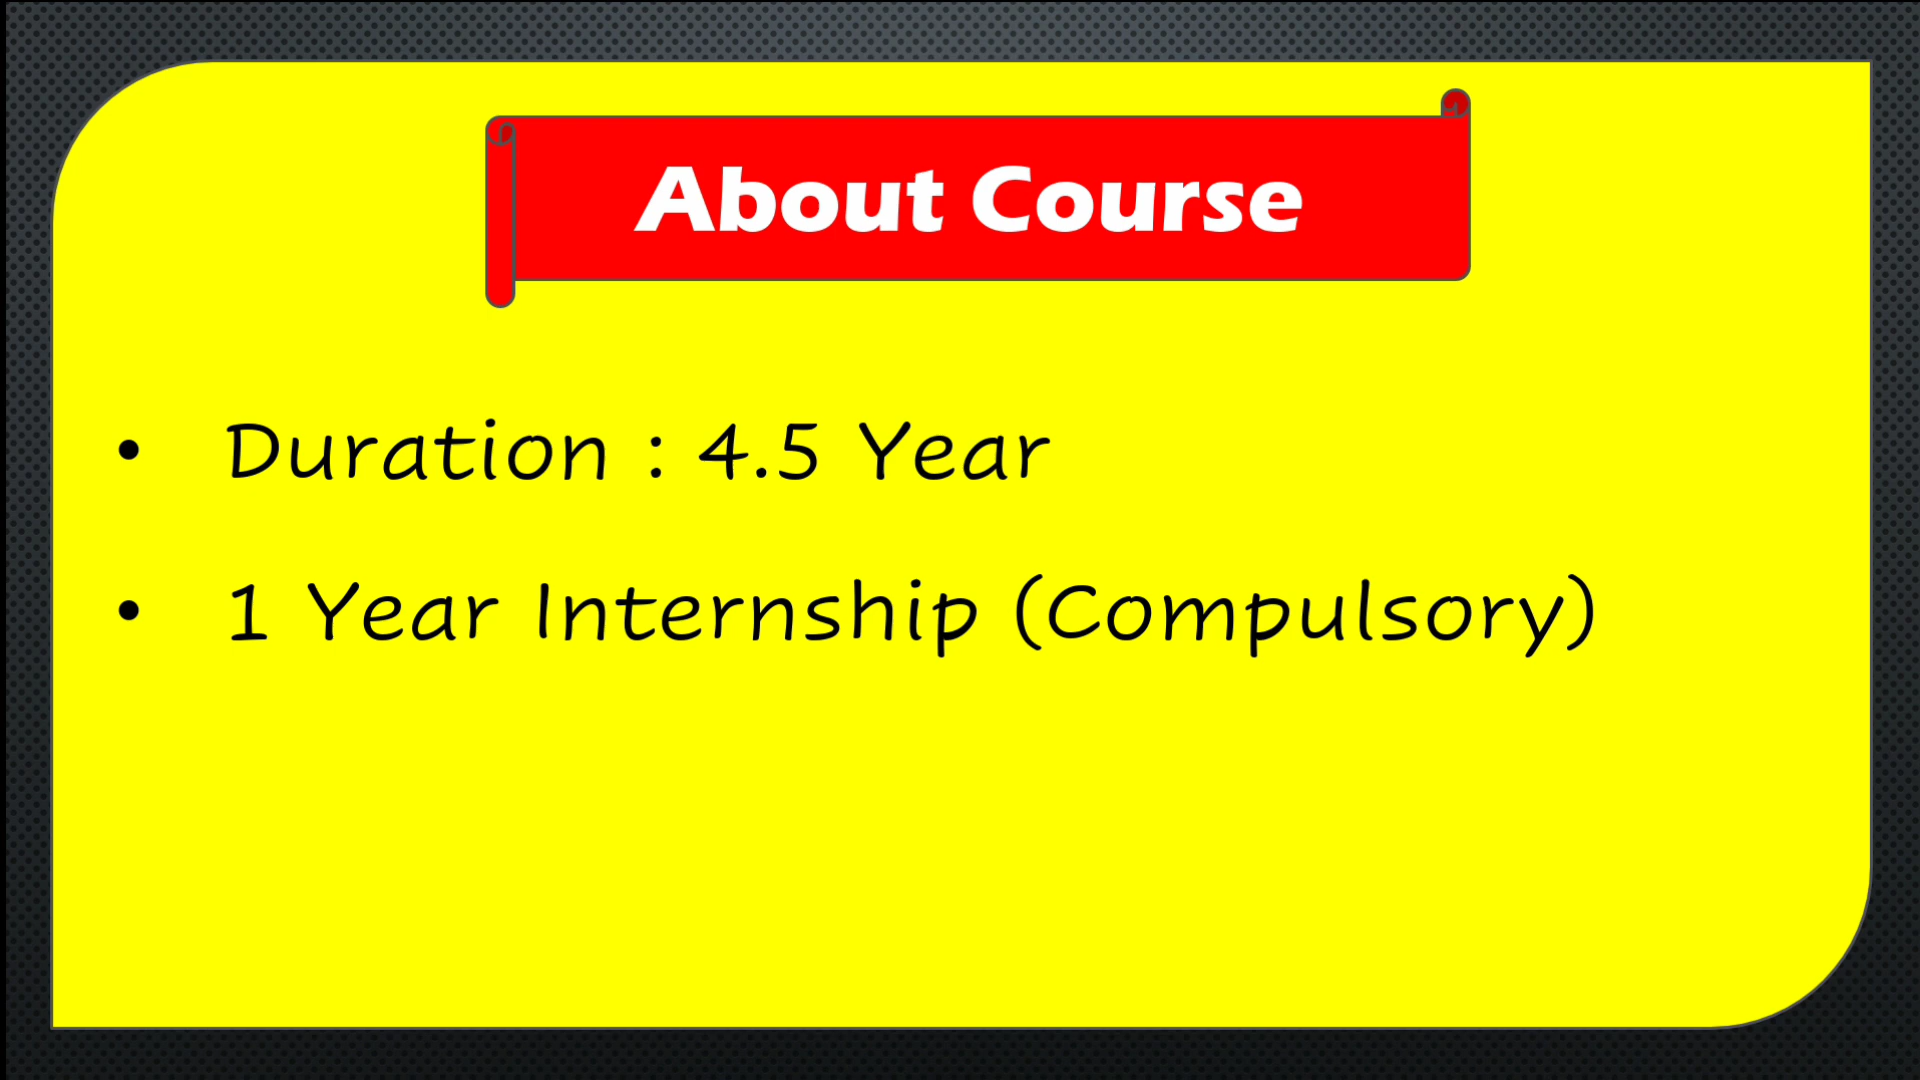 About Course
• Duration : 4.5 Year
• 1 Year Internship (Compulsory)